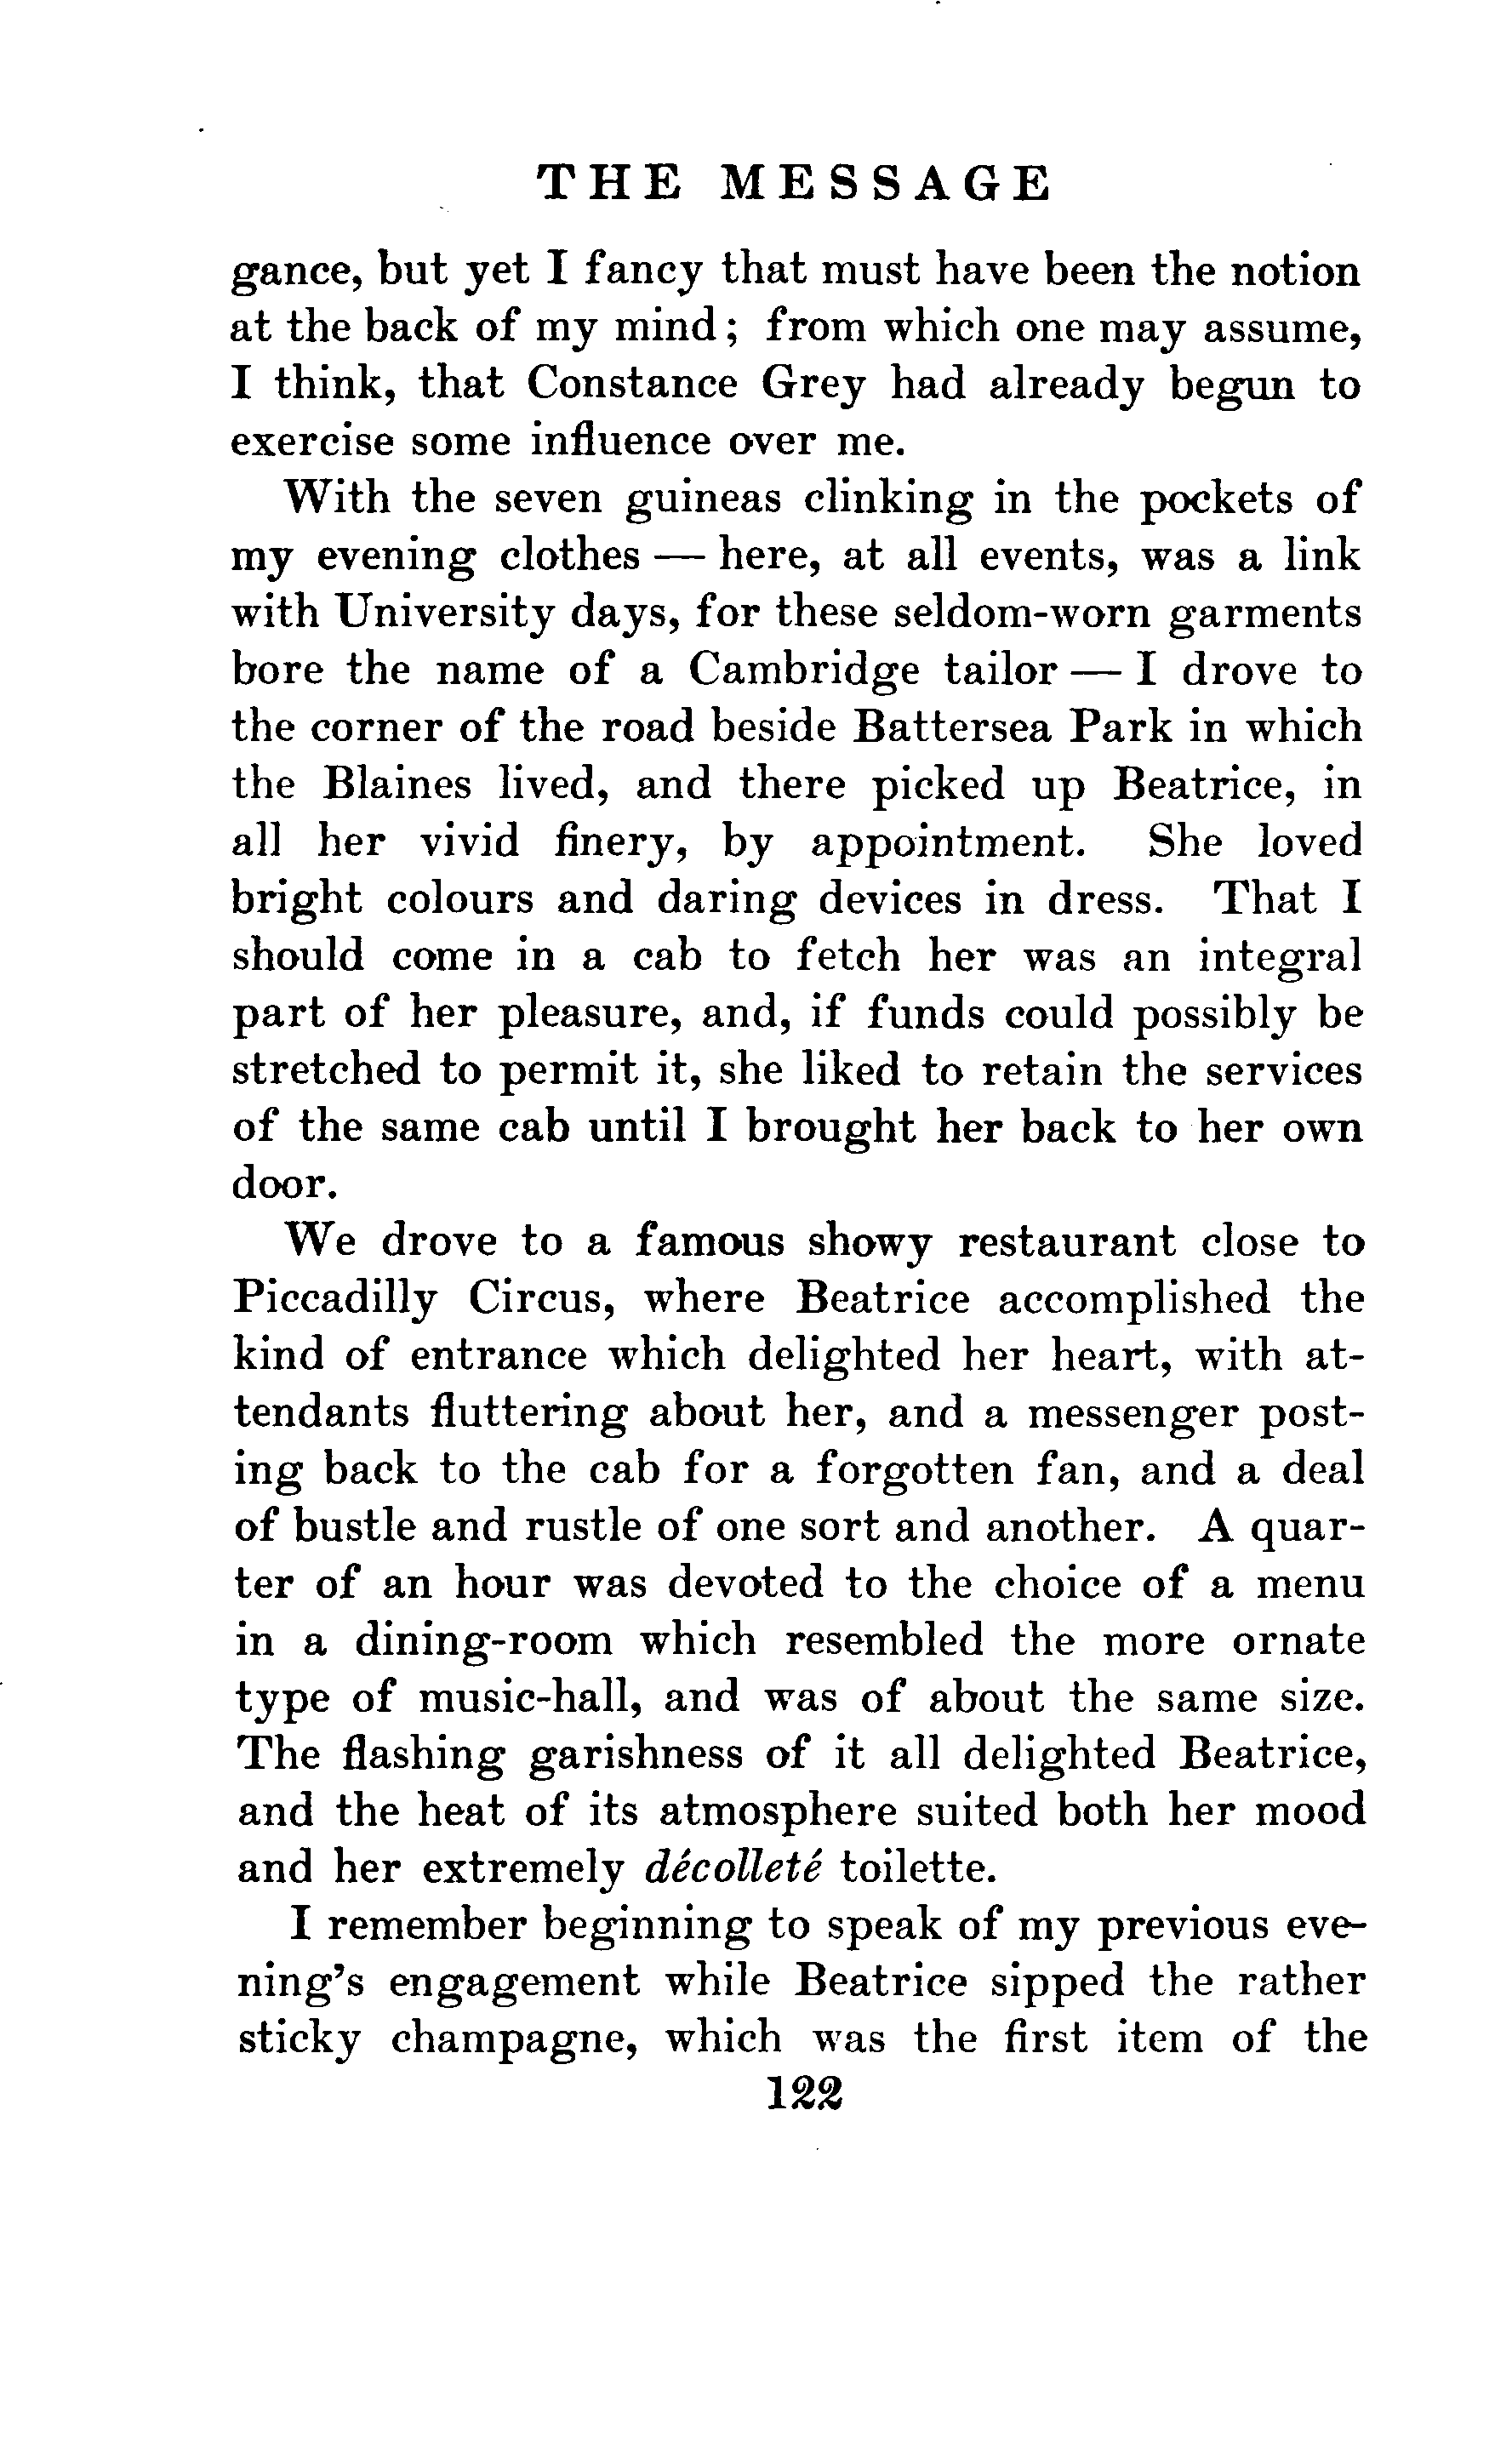 THE MESSAGE
gance, but yet I fancy that must have been the notion
at the back of my mind; from which one may assume,
I think, that Constance Grey had already begun to
exercise some influence over me.
With the seven guineas clinking in the pockets of
my evening clothes — here, at all events, was a link
with University days, for these seldom-worn garments
bore the name of a Cambridge tailor — I drove to
the corner of the road beside Battersea Park in which
the Blaines lived, and there picked up Beatrice, in
all her vivid finery, by appointment. She loved
bright colours and daring devices in dress. That I
should come in a cab to fetch her was an integral
part of her pleasure, and, if funds could possibly be
stretched to permit it, she liked to retain the services
of the same cab until I brought her back to her own
door.
We drove to a famous showy restaurant close to
Piccadilly Circus, where Beatrice accomplished the
kind of entrance which delighted her heart, with at-
tendants fluttering about her, and a messenger post-
ing back to the cab for a forgotten fan, and a deal
of bustle and rustle of one sort and another. A quar-
ter of an hour was devoted to the choice of a menu
in a dining-room which resembled the more ornate
type of music-hall, and was of about the same size.
The flashing garishness of it all delighted Beatrice,
and the heat of its atmosphere suited both her mood
and her extremely décolleté toilette.
I remember beginning to speak of my previous eve-
ning's engagement while Beatrice sipped the rather
sticky champagne, which was the first item of the
122